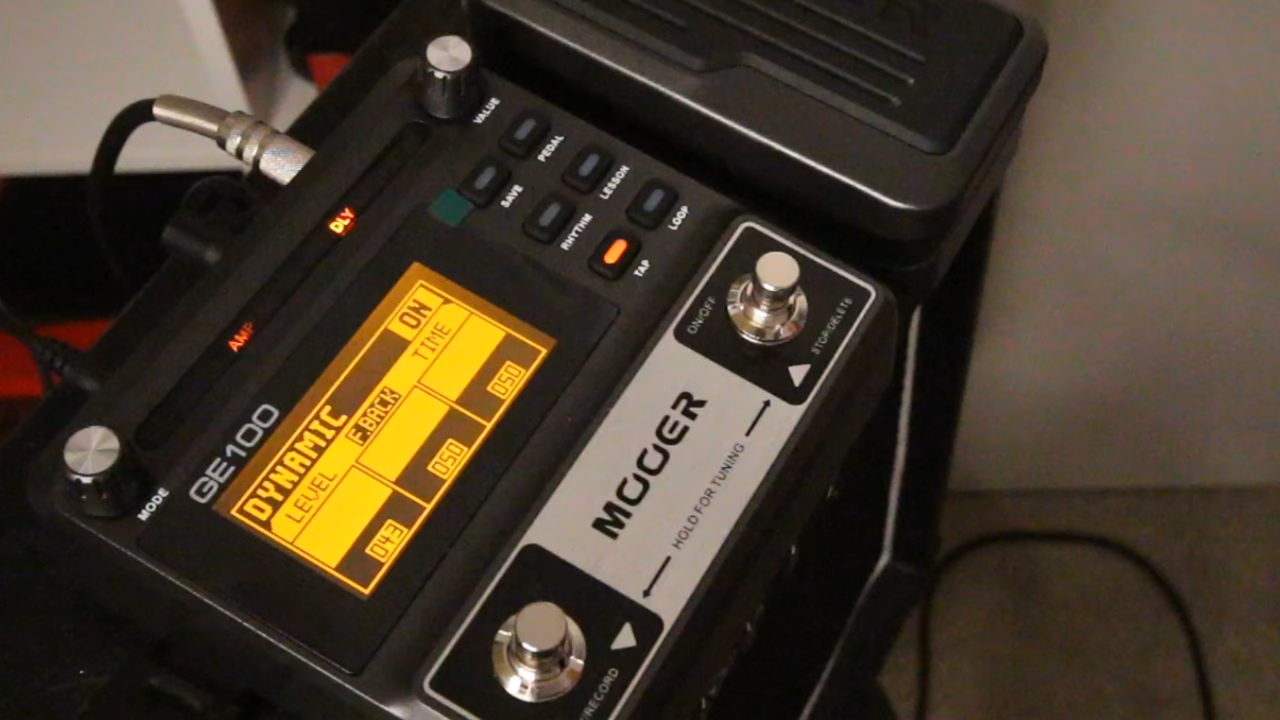 VALUE
PEDAL
SAVE
LESSON
RHYTHM
LOOP
TAP
DLY
AMP
MODE
GE100
DYNAMIC ON
LEVEL F.BACK TIME
043 050 050
ON/OFF
STOP/DELETE
MOOER
HOLD FOR TUNING
/RECORD